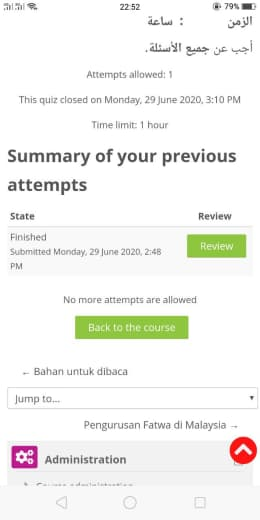 22:52
79%
الزمن : ساعة
أجب عن جميع الأسئلة.
Attempts allowed: 1
This quiz closed on Monday, 29 June 2020, 3:10 PM
Time limit: 1 hour
Summary of your previous
attempts
State Review
Finished
Submitted Monday, 29 June 2020, 2:48
PM
Review
No more attempts are allowed
Back to the course
← Bahan untuk dibaca
Jump to...
Pengurusan Fatwa di Malaysia →
Administration